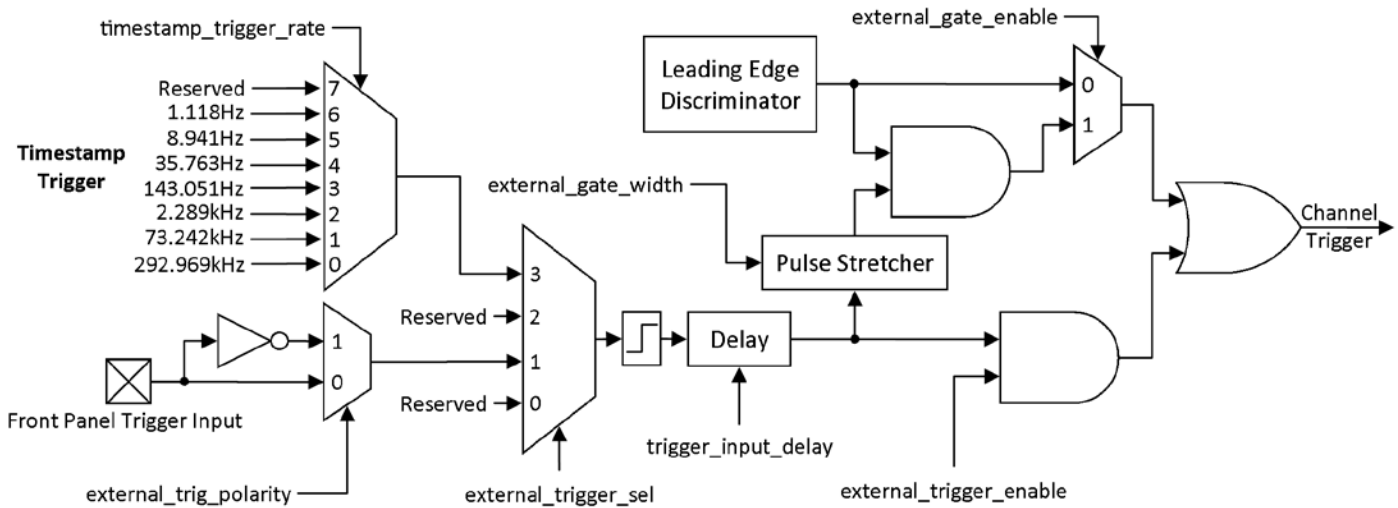 external_gate_enable
timestamp_trigger_rate
Leading Edge
Discriminator
0
1
Reserved
7
1.118Hz
6
8.941Hz
5
35.763Hz
4
143.051Hz
3
2.289kHz
2
73.242kHz
1
292.969kHz
0
Timestamp
Trigger
external_gate_width
Pulse Stretcher
Channel
Trigger
3
Reserved
2
1
Reserved
0
1
0
Delay
Front Panel Trigger Input
trigger_input_delay
external_trig_polarity
external_trigger_sel
external_trigger_enable